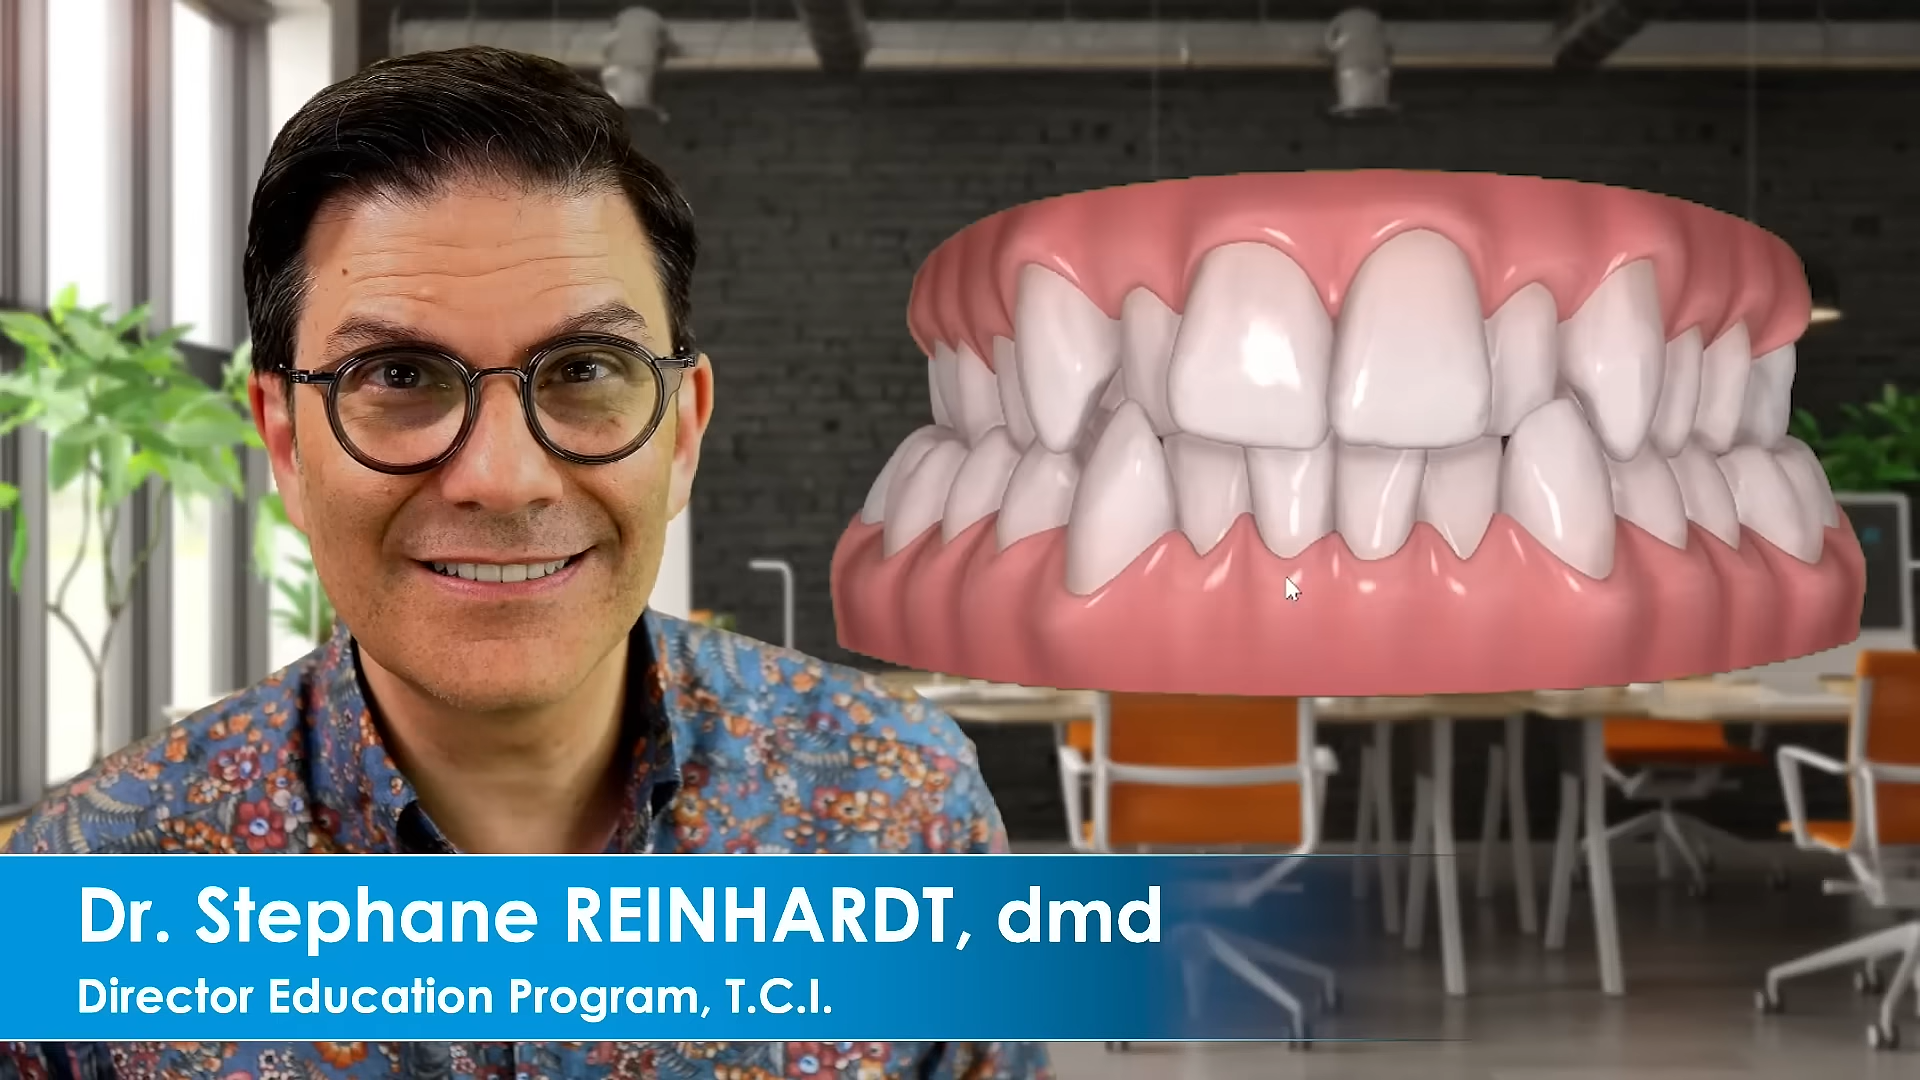 Dr. Stephane REINHARDT, dmd
Director Education Program, T.C.I.